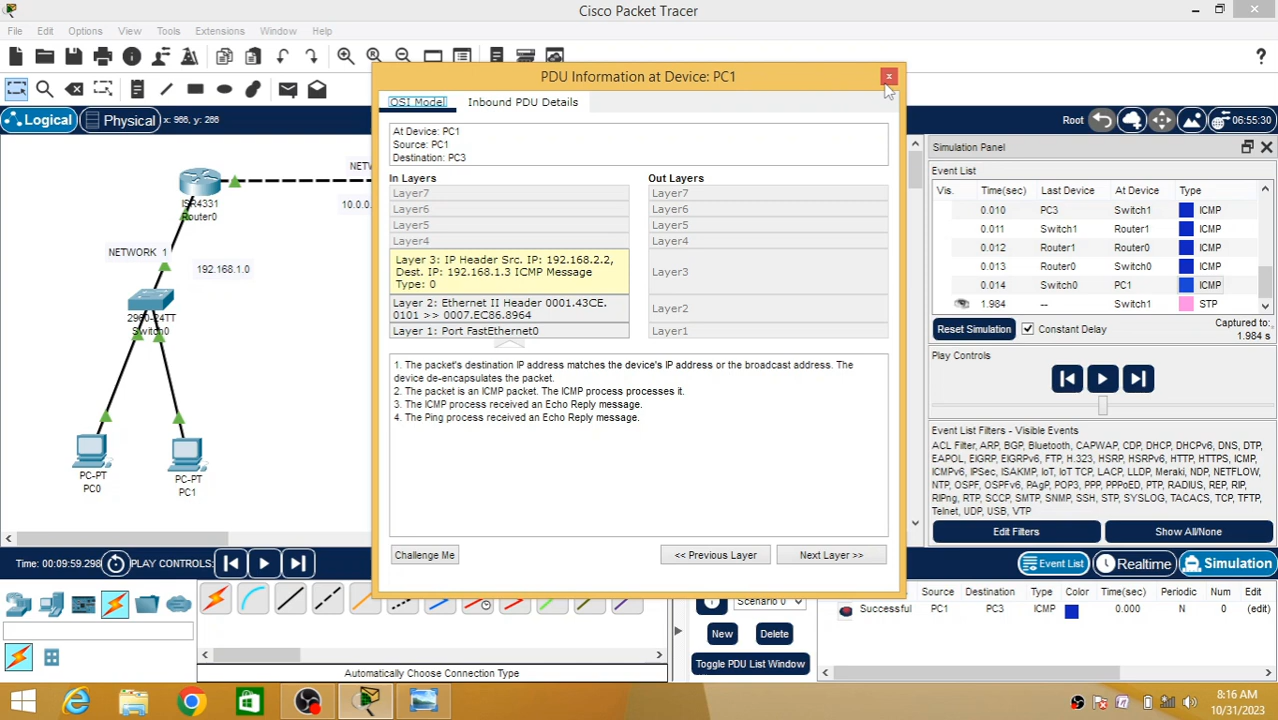 Cisco Packet Tracer
File Edit Options View Tools Extensions Window Help
Logical
Physical
x: 966, y: 266
Root
06:55:30
NETWORK 1
192.168.1.0
ISR4331
Router0
10.0.0.
2960-24TT
Switch0
PC-PT
PC0
PC-PT
PC1
PDU Information at Device: PC1
OSI Model
Inbound PDU Details
At Device: PC1
Source: PC1
Destination: PC3
In Layers
Out Layers
Layer7
Layer6
Layer5
Layer4
Layer 3: IP Header Src. IP: 192.168.2.2,
Dest. IP: 192.168.1.3 ICMP Message
Type: 0
Layer 2: Ethernet II Header 0001.43CE.
0101 >> 0007.EC86.8964
Layer 1: Port FastEthernet0
Layer7
Layer6
Layer5
Layer4
Layer3
Layer2
Layer1
1. The packet's destination IP address matches the device's IP address or the broadcast address. The
device de-encapsulates the packet.
2. The packet is an ICMP packet. The ICMP process processes it.
3. The ICMP process received an Echo Reply message.
4. The Ping process received an Echo Reply message.
Challenge Me
<< Previous Layer
Next Layer >>
Simulation Panel
Event List
Vis. Time(sec) Last Device At Device Type
0.010 PC3 Switch1 ICMP
0.011 Switch1 Router1 ICMP
0.012 Router1 Router0 ICMP
0.013 Router0 Switch0 ICMP
0.014 Switch0 PC1 ICMP
1.984 -- Switch1 STP
Reset Simulation
Constant Delay
Captured to:
1.984 s
Play Controls
Event List Filters - Visible Events
ACL Filter, ARP, BGP, Bluetooth, CAPWAP, CDP, DHCP, DHCPv6, DNS, DTP,
EAPOL, EIGRP, EIGRPv6, FTP, H.323, HSRP, HSRPv6, HTTP, HTTPS, ICMP,
ICMPv6, IPSec, ISAKMP, IoT, IoT TCP, LACP, LLDP, Meraki, NDP, NETFLOW,
NTP, OSPF, OSPFv6, PAgP, POP3, PPP, PPPoED, PTP, RADIUS, REP, RIP,
RIPng, RTP, SCCP, SMTP, SNMP, SSH, STP, SYSLOG, TACACS, TCP, TFTP,
Telnet, UDP, USB, VTP
Edit Filters
Show All/None
Time: 00:09:59.298
PLAY CONTROLS:
Event List
Realtime
Simulation
Scenario 0
New
Delete
Toggle PDU List Window
Source Destination Type Color Time(sec) Periodic Num Edit
Successful PC1 PC3 ICMP 0.000 N 0 (edit)
Automatically Choose Connection Type
8:16 AM
10/31/2023